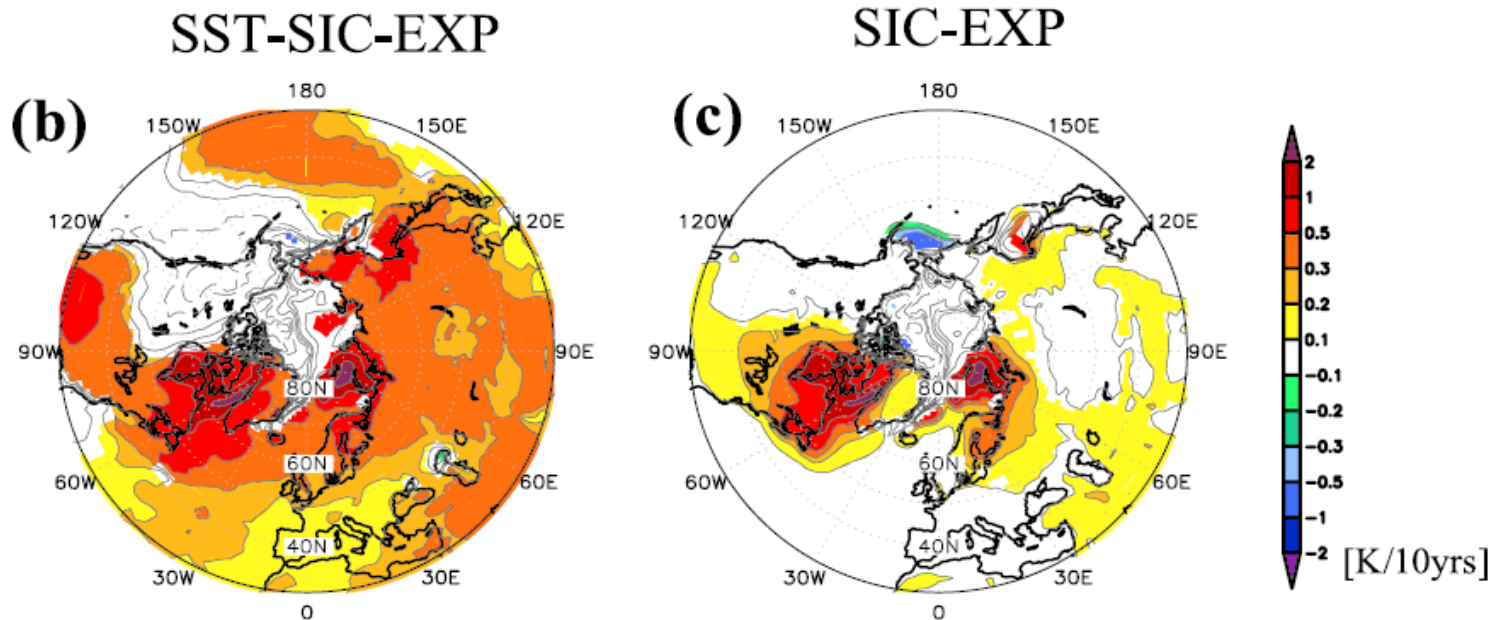 SST-SIC-EXP
SIC-EXP
(b)
180
150W
150E
120W
120E
90W
90E
80N
60N
60W
60E
40N
30W
30E
0
(c)
180
150W
150E
120W
120E
90W
90E
80N
60N
60W
60E
40N
30W
30E
0
2
1
0.5
0.3
0.2
0.1
-0.1
-0.2
-0.3
-0.5
-1
-2
[K/10yrs]